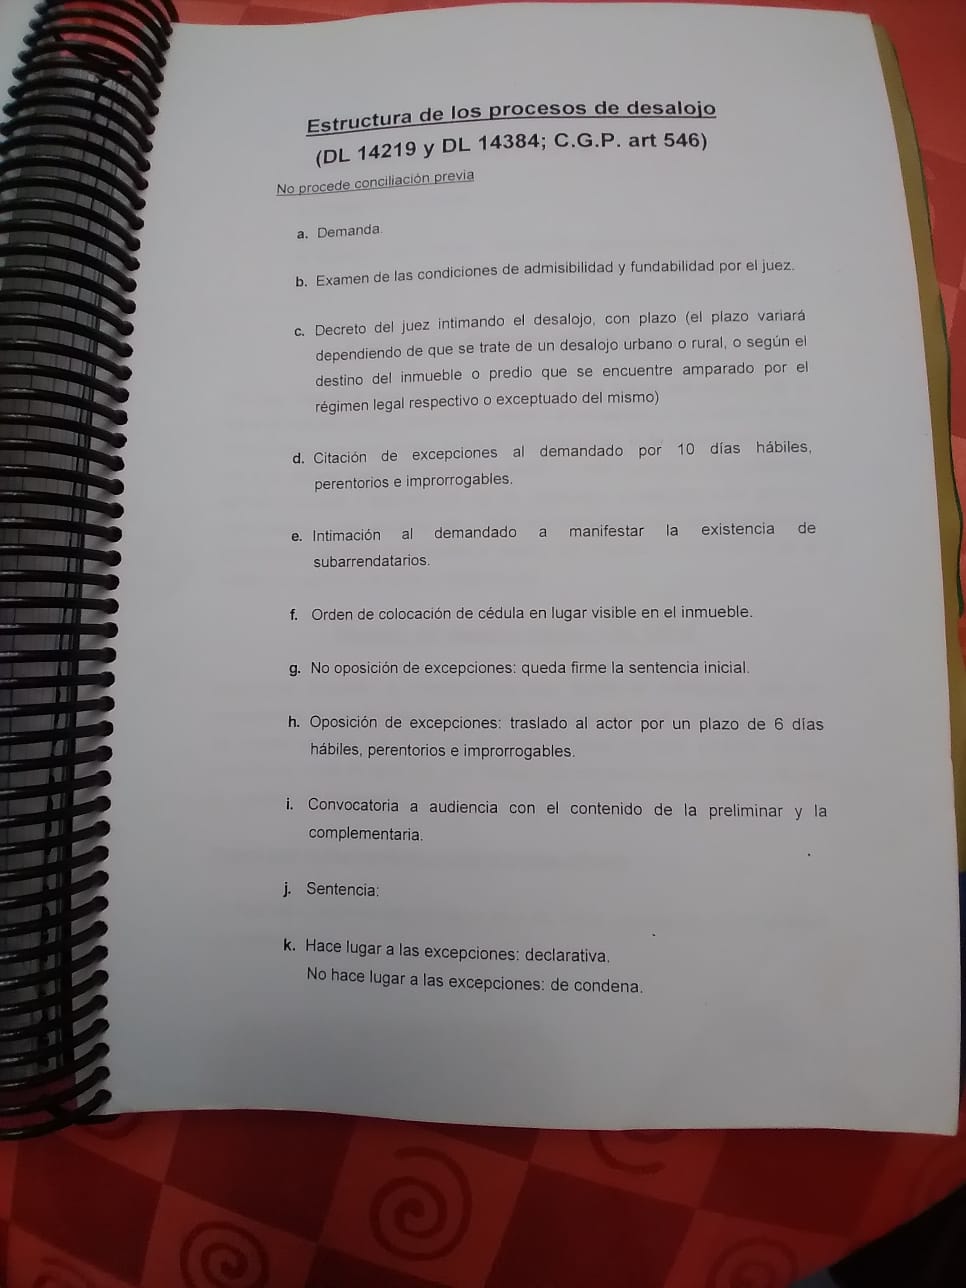 Estructura de los procesos de desalojo
(DL 14219 y DL 14384; C.G.P. art 546)
No procede conciliación previa
a. Demanda.
b. Examen de las condiciones de admisibilidad y fundabilidad por el juez.
c. Decreto del juez intimando el desalojo, con plazo (el plazo variará
dependiendo de que se trate de un desalojo urbano o rural, o según el
destino del inmueble o predio que se encuentre amparado por el
régimen legal respectivo o exceptuado del mismo)
d. Citación de excepciones al demandado por 10 días hábiles,
perentorios e improrrogables.
e. Intimación al demandado a manifestar la existencia de
subarrendatarios.
f. Orden de colocación de cédula en lugar visible en el inmueble.
g. No oposición de excepciones: queda firme la sentencia inicial.
h. Oposición de excepciones: traslado al actor por un plazo de 6 días
hábiles, perentorios e improrrogables.
i. Convocatoria a audiencia con el contenido de la preliminar y la
complementaria.
j. Sentencia:
k. Hace lugar a las excepciones: declarativa.
No hace lugar a las excepciones: de condena.